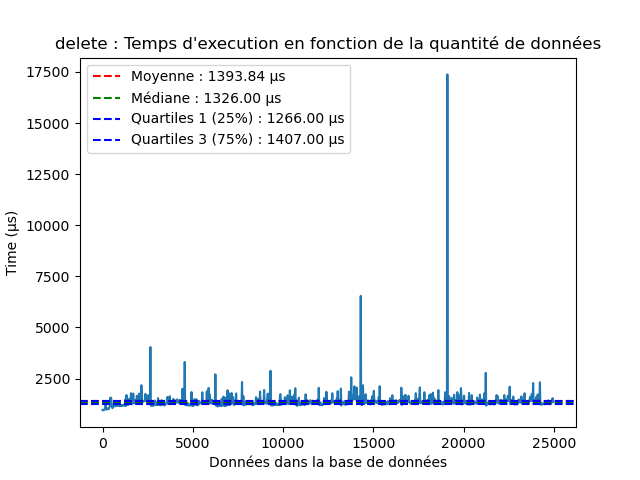 delete : Temps d'execution en fonction de la quantité de données
Moyenne : 1393.84 µs
Médiane : 1326.00 µs
Quartiles 1 (25%) : 1266.00 µs
Quartiles 3 (75%) : 1407.00 µs
17500
15000
12500
10000
7500
5000
2500
Time (µs)
0 5000 10000 15000 20000 25000
Données dans la base de données